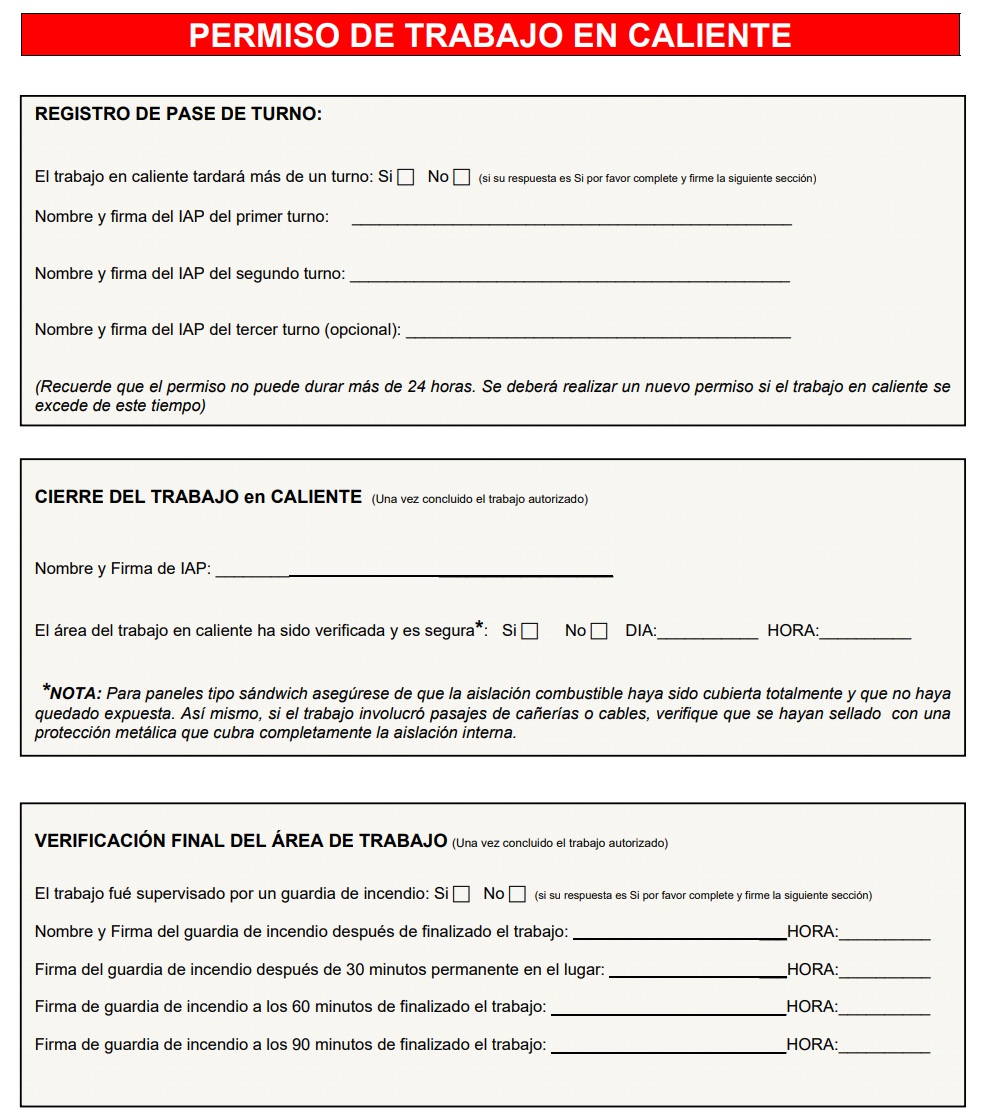 PERMISO DE TRABAJO EN CALIENTE
REGISTRO DE PASE DE TURNO:
El trabajo en caliente tardará más de un turno: Si☐ No☐ (si su respuesta es Si por favor complete y firme la siguiente sección)
Nombre y firma del IAP del primer turno: ____________________
Nombre y firma del IAP del segundo turno: ____________________
Nombre y firma del IAP del tercer turno (opcional): ____________________
(Recuerde que el permiso no puede durar más de 24 horas. Se deberá realizar un nuevo permiso si el trabajo en caliente se
excede de este tiempo)
CIERRE DEL TRABAJO en CALIENTE (Una vez concluido el trabajo autorizado)
Nombre y Firma de IAP: ____________________
El área del trabajo en caliente ha sido verificada y es segura*: Si☐ No☐ DIA:__________ HORA:__________
*NOTA: Para paneles tipo sándwich asegúrese de que la aislación combustible haya sido cubierta totalmente y que no haya
quedado expuesta. Así mismo, si el trabajo involucró pasajes de cañerías o cables, verifique que se hayan sellado con una
protección metálica que cubra completamente la aislación interna.
VERIFICACIÓN FINAL DEL ÁREA DE TRABAJO (Una vez concluido el trabajo autorizado)
El trabajo fué supervisado por un guardia de incendio: Si☐ No☐ (si su respuesta es Si por favor complete y firme la siguiente sección)
Nombre y Firma del guardia de incendio después de finalizado el trabajo: ____________________HORA:__________
Firma del guardia de incendio después de 30 minutos permanente en el lugar: ____________________HORA:__________
Firma de guardia de incendio a los 60 minutos de finalizado el trabajo: ____________________HORA:__________
Firma de guardia de incendio a los 90 minutos de finalizado el trabajo: ____________________HORA:__________